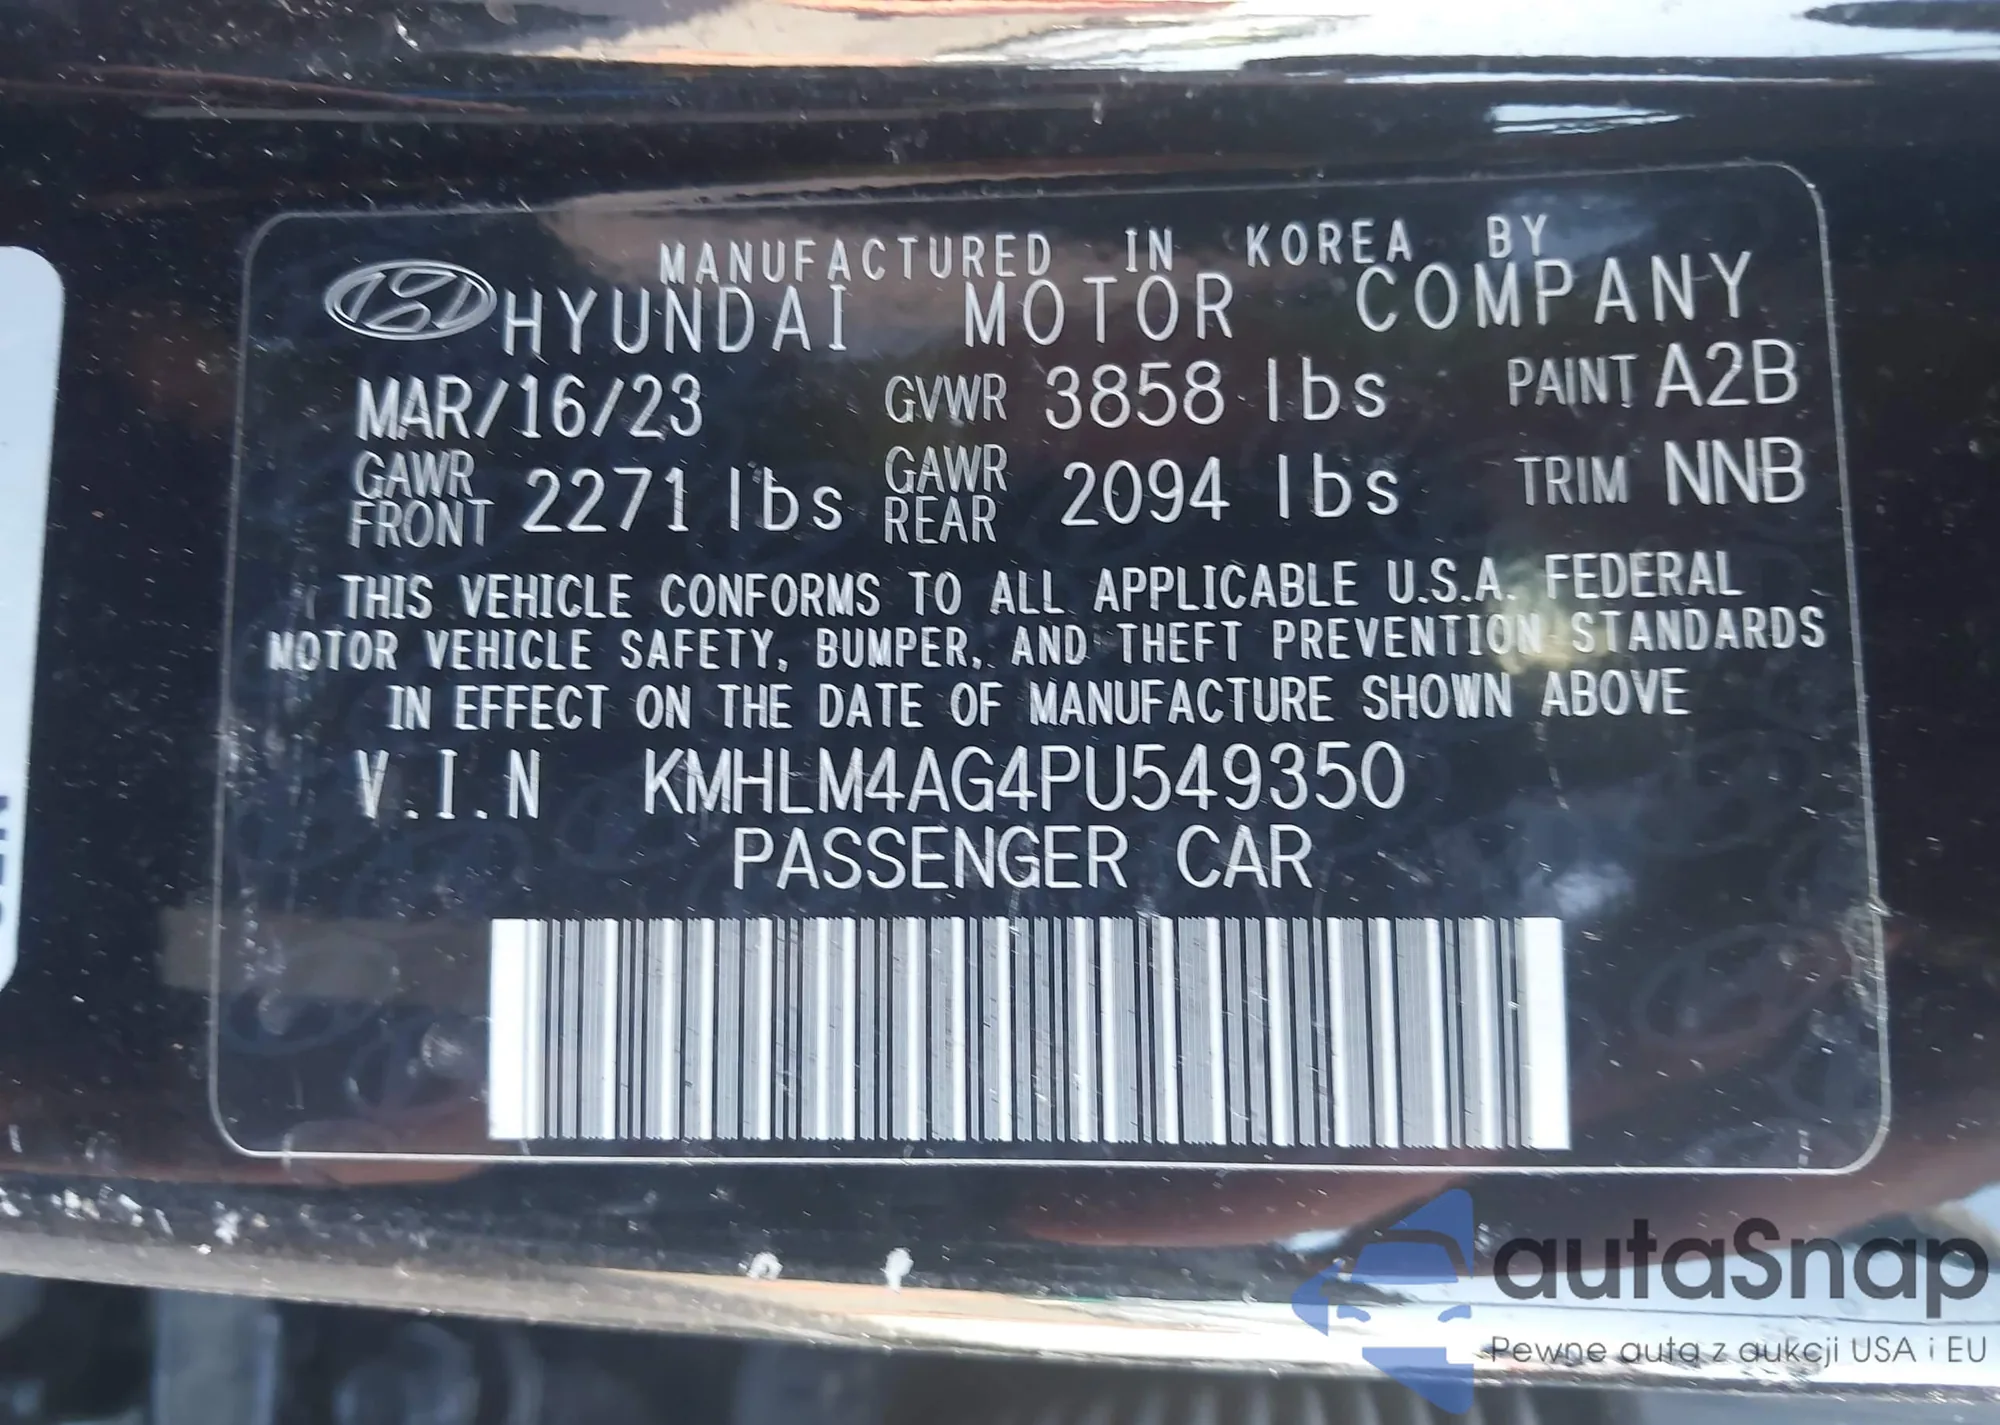 MANUFACTURED IN KOREA BY
HYUNDAI MOTOR COMPANY
MAR/16/23 GVWR 3858 lbs PAINT A2B
GAWR FRONT 2271 lbs GAWR REAR 2094 lbs TRIM NNB
THIS VEHICLE CONFORMS TO ALL APPLICABLE U.S.A. FEDERAL
MOTOR VEHICLE SAFETY, BUMPER, AND THEFT PREVENTION STANDARDS
IN EFFECT ON THE DATE OF MANUFACTURE SHOWN ABOVE
V.I.N KMHLM4AG4PU549350
PASSENGER CAR
autaSnap
Pewne auta z aukcji USA i EU